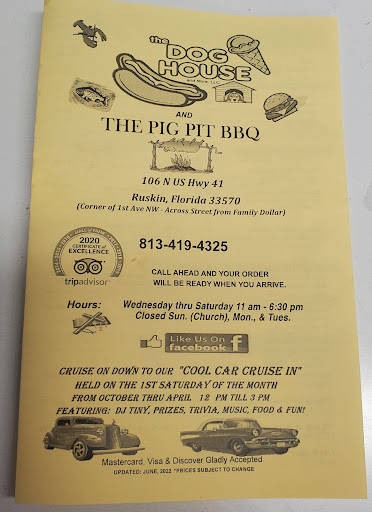 the
DOG
HOUSE
and More, LLC
AND
THE PIG PIT BBQ
106 N US Hwy 41
Ruskin, Florida 33570
(Corner of 1st Ave NW - Across Street from Family Dollar)
2020
CERTIFICATE of
EXCELLENCE
tripadvisor
813-419-4325
CALL AHEAD AND YOUR ORDER
WILL BE READY WHEN YOU ARRIVE.
Hours: Wednesday thru Saturday 11 am - 6:30 pm
Closed Sun. (Church), Mon., & Tues.
Like Us On
facebook f
CRUISE ON DOWN TO OUR "COOL CAR CRUISE IN"
HELD ON THE 1ST SATURDAY OF THE MONTH
FROM OCTOBER THRU APRIL 12 PM TILL 3 PM
FEATURING: DJ TINY, PRIZES, TRIVIA, MUSIC, FOOD & FUN!
Mastercard, Visa & Discover Gladly Accepted
UPDATED: JUNE, 2022 *PRICES SUBJECT TO CHANGE